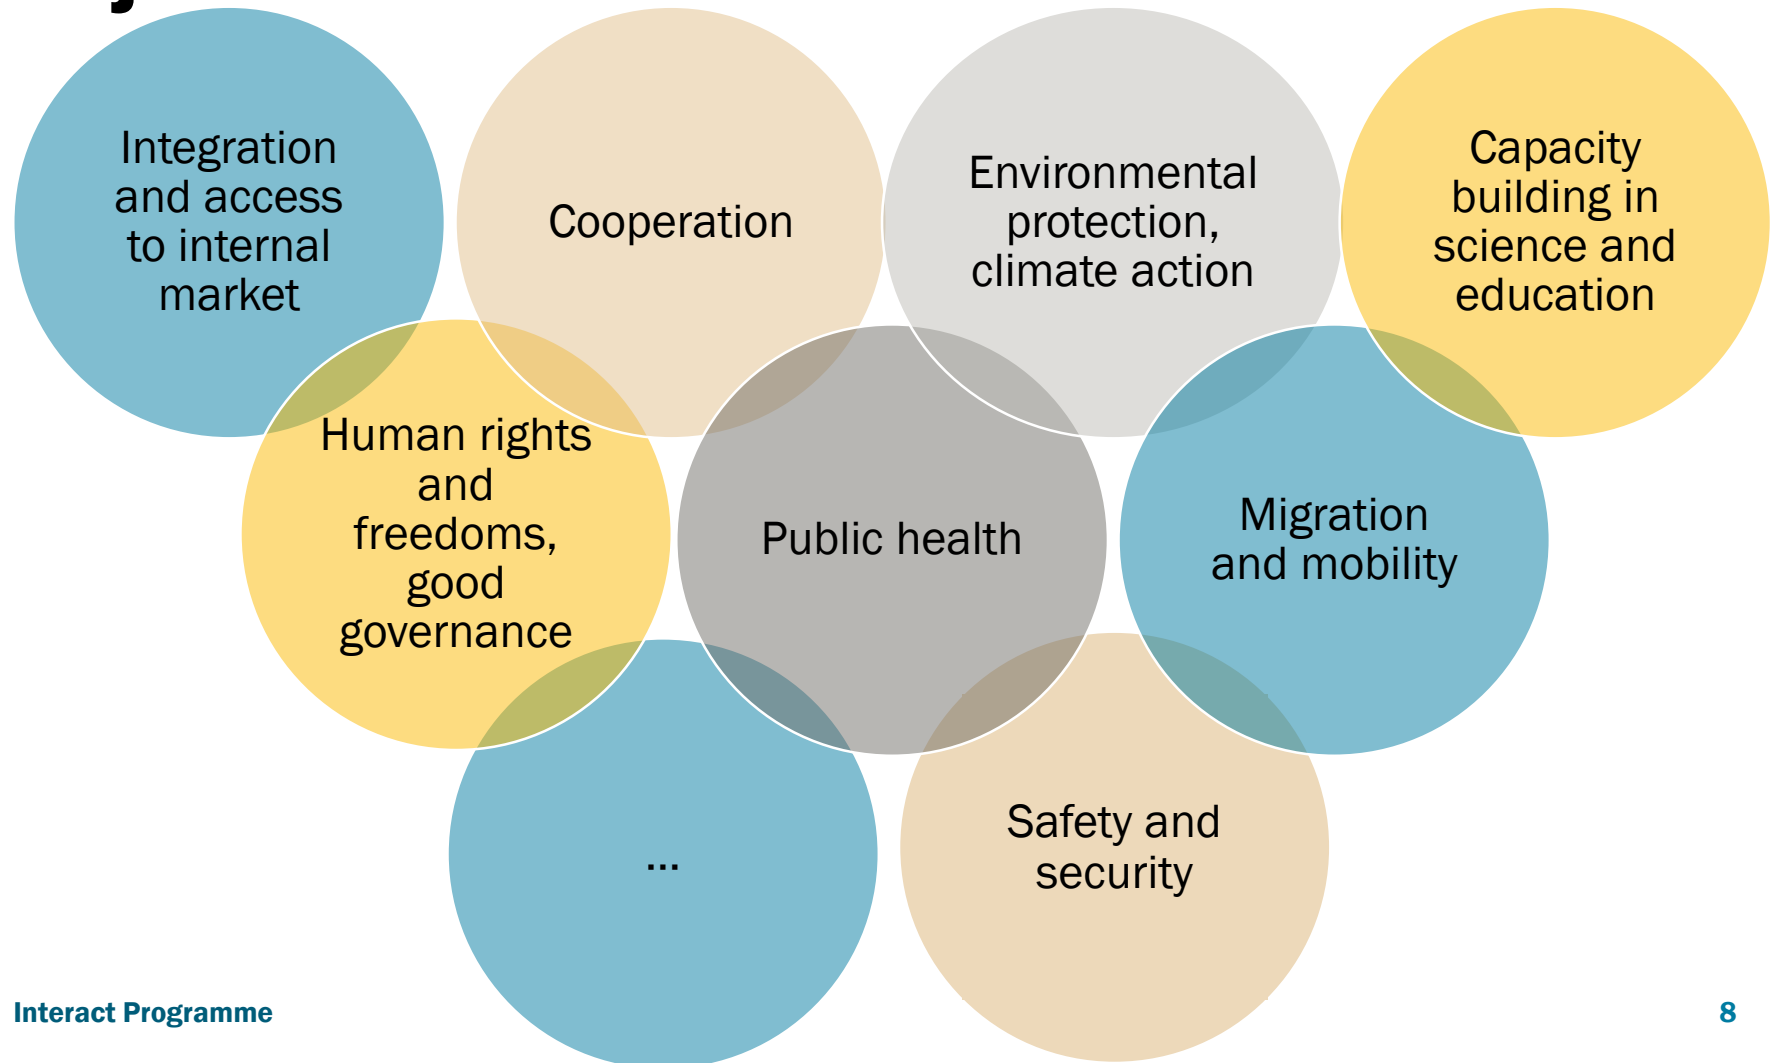 Integration
and access
to internal
market
Cooperation
Environmental
protection,
climate action
Capacity
building in
science and
education
Human rights
and
freedoms,
good
governance
Public health
Migration
and mobility
...
Safety and
security
Interact Programme
8